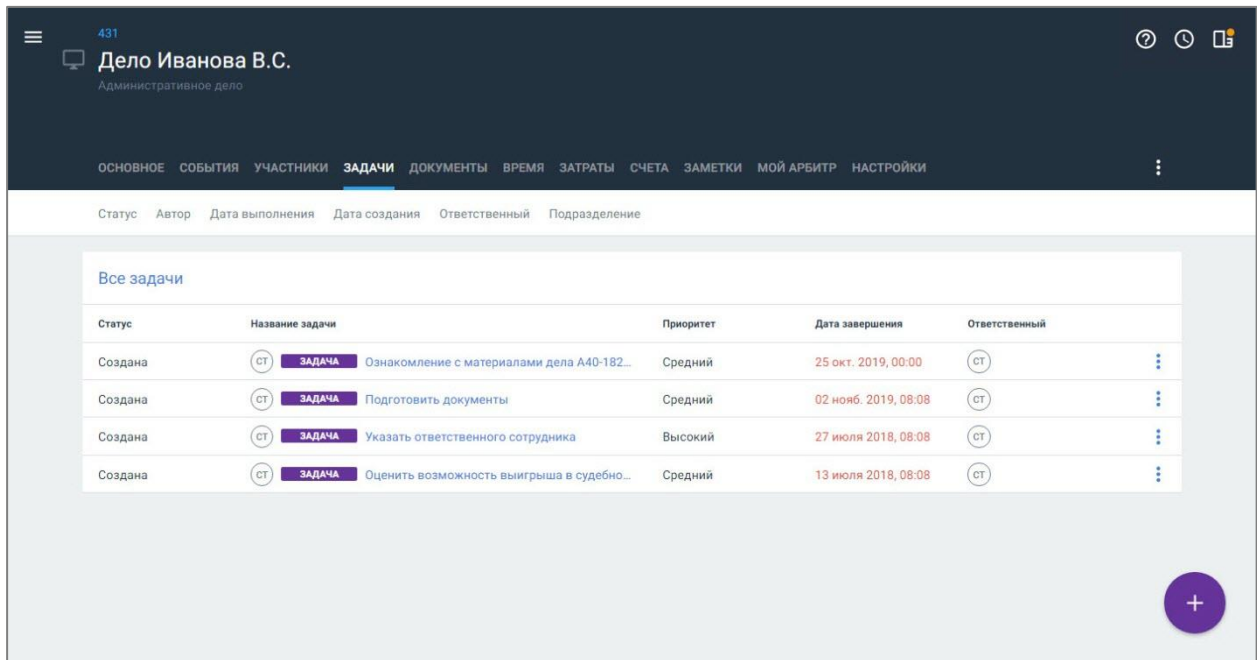 431
Дело Иванова В.С.
Административное дело
ОСНОВНОЕ СОБЫТИЯ УЧАСТНИКИ ЗАДАЧИ ДОКУМЕНТЫ ВРЕМЯ ЗАТРАТЫ СЧЕТА ЗАМЕТКИ МОЙ АРБИТР НАСТРОЙКИ
Статус Автор Дата выполнения Дата создания Ответственный Подразделение
Все задачи
Статус Название задачи Приоритет Дата завершения Ответственный
Создана СТ ЗАДАЧА Ознакомление с материалами дела А40-182... Средний 25 окт. 2019, 00:00 СТ
Создана СТ ЗАДАЧА Подготовить документы Средний 02 нояб. 2019, 08:08 СТ
Создана СТ ЗАДАЧА Указать ответственного сотрудника Высокий 27 июля 2018, 08:08 СТ
Создана СТ ЗАДАЧА Оценить возможность выигрыша в судебно... Средний 13 июля 2018, 08:08 СТ